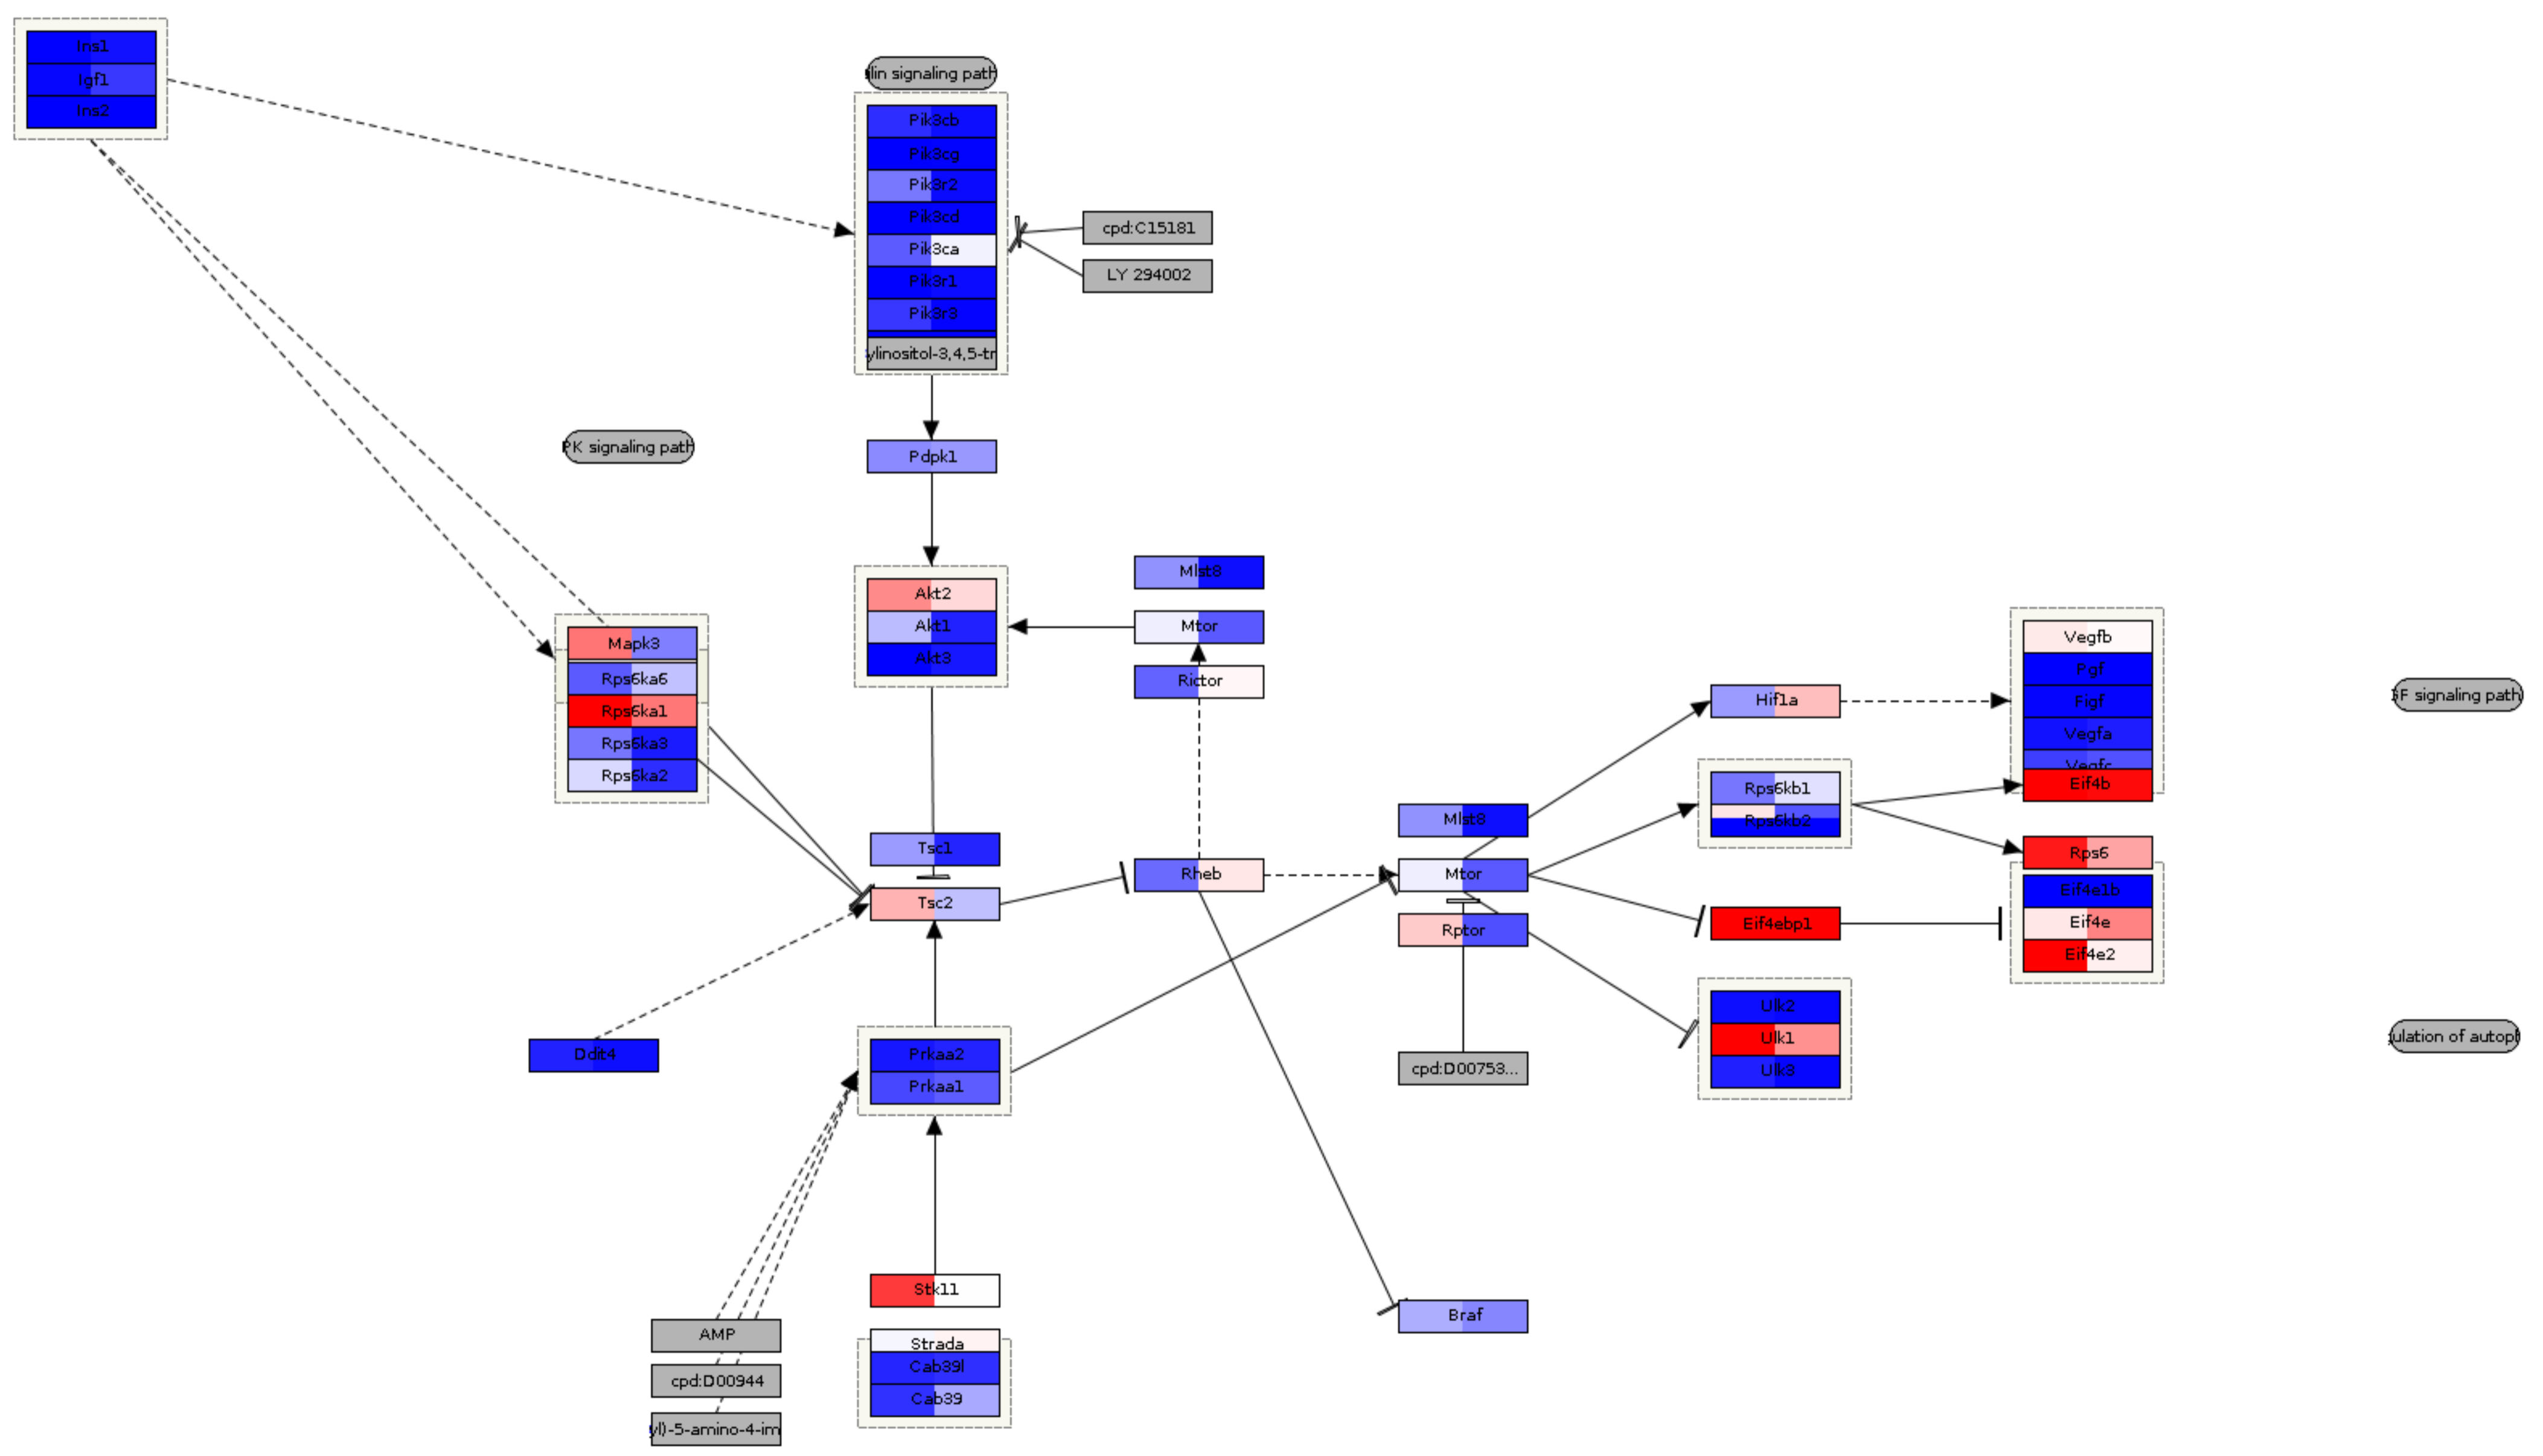 Ins1
Igf1
Ins2
lin signaling path
Pik3cb
Pik3cg
Pik3r2
Pik3cd
Pik3ca
Pik3r1
Pik3r3
ylinositol-3,4,5-tr
cpd:C15181
LY 294002
PK signaling path
Pdpk1
Akt2
Akt1
Akt3
Mlst8
Mtor
Rictor
Mapk3
Rps6ka6
Rps6ka1
Rps6ka3
Rps6ka2
Tsc1
Tsc2
Rheb
Mlst8
Mtor
Rptor
Hif1a
Rps6kb1
Rps6kb2
Eif4ebp1
Ulk2
Ulk1
Ulk3
Vegfb
Pgf
Figf
Vegfa
Vegfc
Eif4b
Rps6
Eif4e1b
Eif4e
Eif4e2
GF signaling path
ulation of autoph
Ddit4
Prkaa2
Prkaa1
cpd:D00753...
Stk11
Strada
Cab39l
Cab39
Braf
AMP
cpd:D00944
yl)-5-amino-4-im